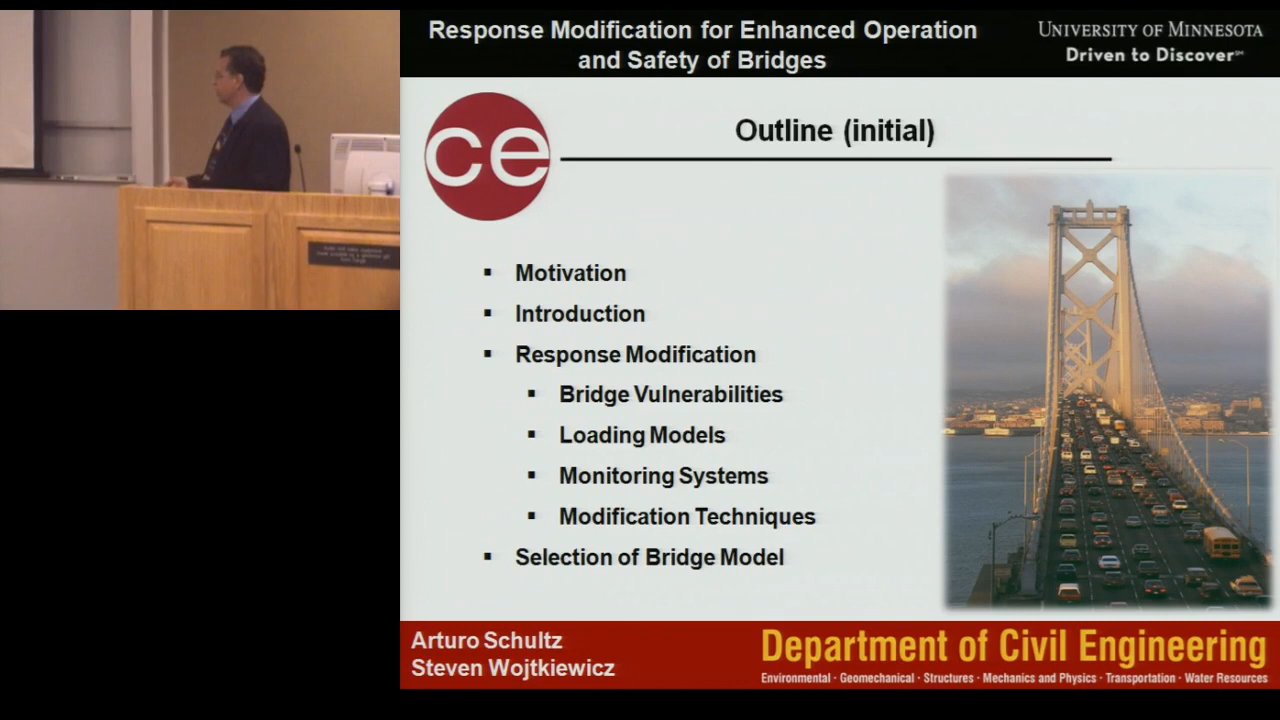 Response Modification for Enhanced Operation
and Safety of Bridges
UNIVERSITY OF MINNESOTA
Driven to Discover℠
ce
Outline (initial)
▪ Motivation
▪ Introduction
▪ Response Modification
▪ Bridge Vulnerabilities
▪ Loading Models
▪ Monitoring Systems
▪ Modification Techniques
▪ Selection of Bridge Model
Arturo Schultz
Steven Wojtkiewicz
Department of Civil Engineering
Environmental · Geomechanical · Structures · Mechanics and Physics · Transportation · Water Resources